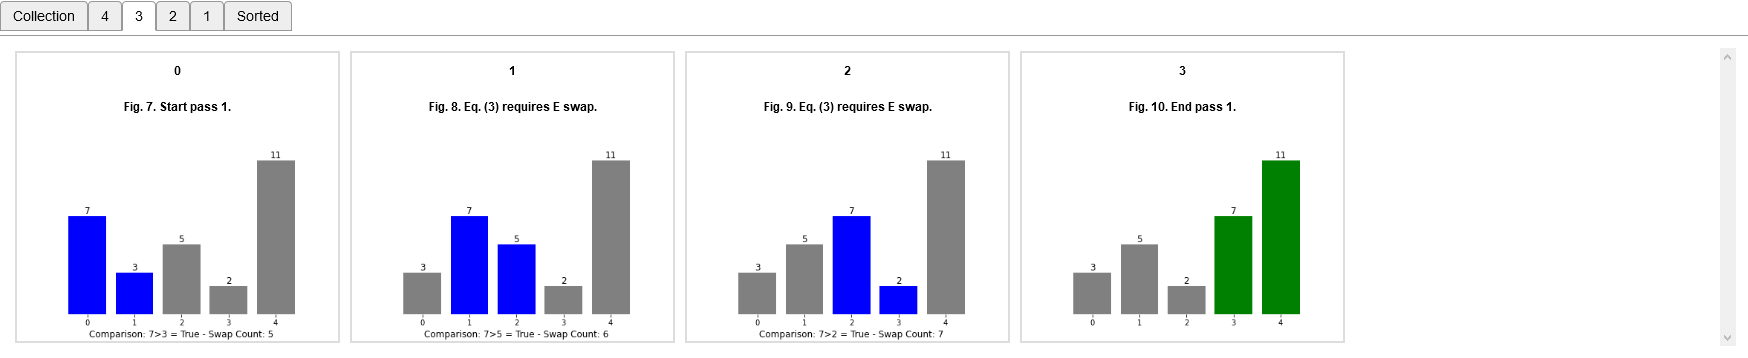 Collection 4 3 2 1 Sorted
0
Fig. 7. Start pass 1.
11
7
5
3
2
0 1 2 3 4
Comparison: 7>3 = True - Swap Count: 5
1
Fig. 8. Eq. (3) requires E swap.
11
7
5
3
2
0 1 2 3 4
Comparison: 7>5 = True - Swap Count: 6
2
Fig. 9. Eq. (3) requires E swap.
11
7
5
3
2
0 1 2 3 4
Comparison: 7>2 = True - Swap Count: 7
3
Fig. 10. End pass 1.
11
7
5
3
2
0 1 2 3 4